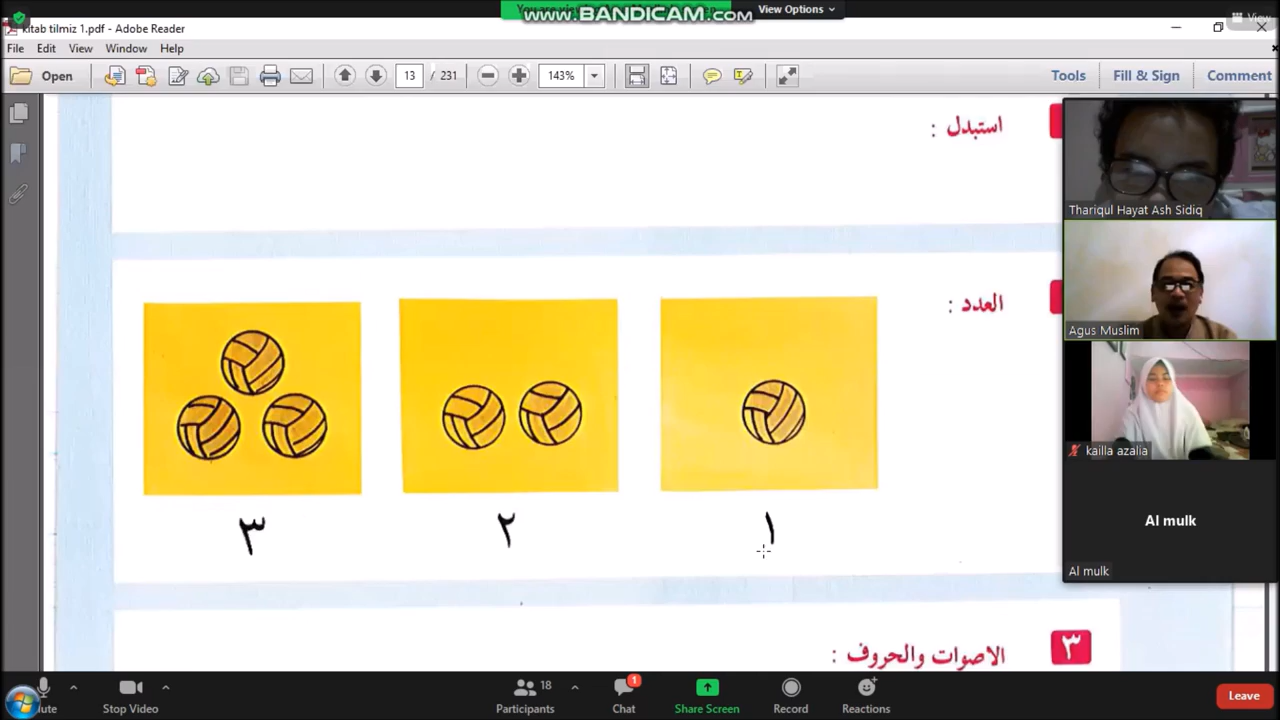 www.BANDICAM.com
View Options
View
kitab tilmiz 1.pdf - Adobe Reader
File Edit View Window Help
Open 13 / 231 143% Tools Fill & Sign Comment
استبدل :
العدد :
١ ٢ ٣
٣ الاصوات والحروف :
Thariqul Hayat Ash Sidiq
Agus Muslim
kailla azalia
Al mulk
Al mulk
18 1
Stop Video Participants Chat Share Screen Record Reactions Leave